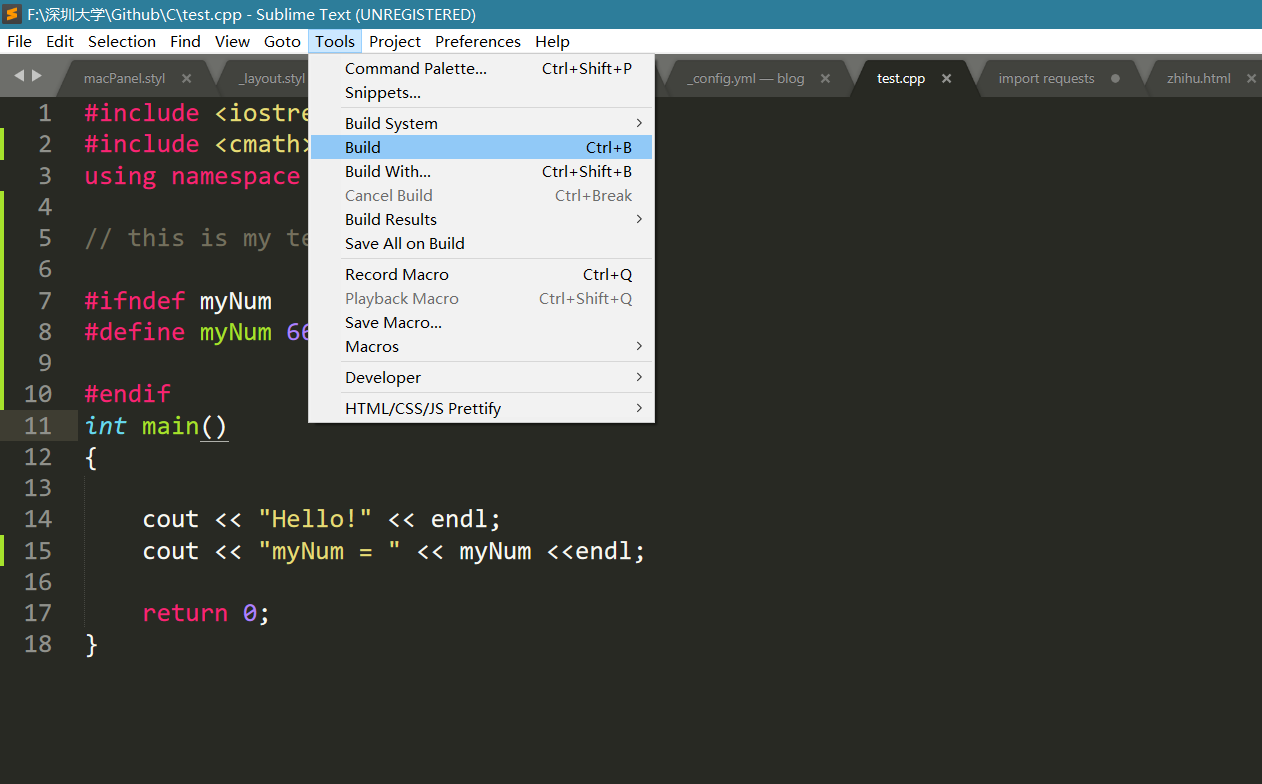 F:\深圳大学\Github\C\test.cpp - Sublime Text (UNREGISTERED)
File Edit Selection Find View Goto Tools Project Preferences Help
macPanel.styl _layout.styl _config.yml — blog test.cpp import requests zhihu.html
Command Palette... Ctrl+Shift+P
Snippets...
Build System
Build Ctrl+B
Build With... Ctrl+Shift+B
Cancel Build Ctrl+Break
Build Results
Save All on Build
Record Macro Ctrl+Q
Playback Macro Ctrl+Shift+Q
Save Macro...
Macros
Developer
HTML/CSS/JS Prettify
1 #include <iostre
2 #include <cmath>
3 using namespace
4
5 // this is my te
6
7 #ifndef myNum
8 #define myNum 66
9
10 #endif
11 int main()
12 {
13
14 cout << "Hello!" << endl;
15 cout << "myNum = " << myNum <<endl;
16
17 return 0;
18 }